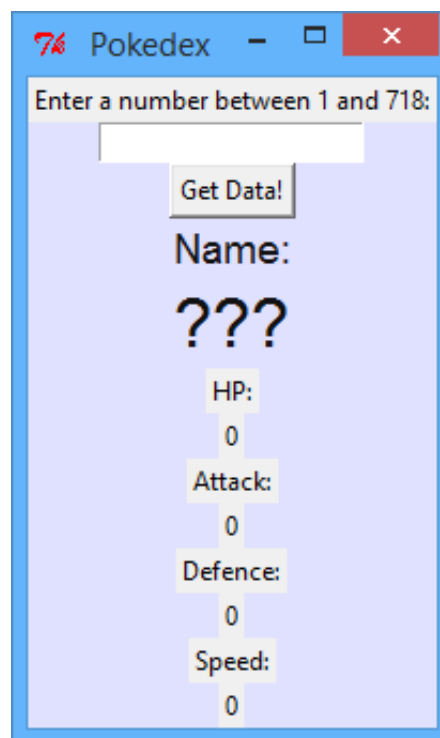 Pokedex
Enter a number between 1 and 718:
Get Data!
Name:
???
HP:
0
Attack:
0
Defence:
0
Speed:
0